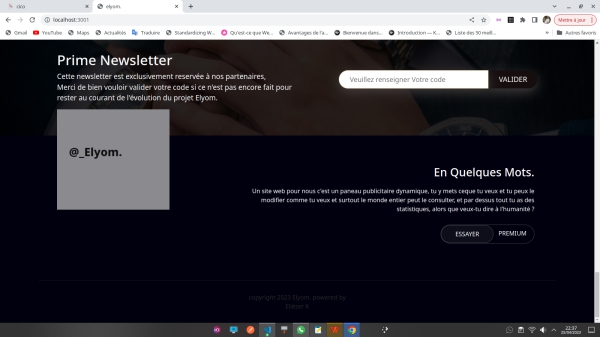 cico
elyom.
localhost:3001
Mettre à jour
Gmail
YouTube
Maps
Actualités
Traduire
Standardizing W...
Qu'est-ce que We...
Avantages de l'a...
Bienvenue dans...
Introduction — K...
Liste des 50 meill...
Autres favoris
Prime Newsletter
Cette newsletter est exclusivement reservée à nos partenaires,
Merci de bien vouloir valider votre code si ce n'est pas encore fait pour
rester au courant de l'évolution du projet Elyom.
Veuillez renseigner Votre code
VALIDER
@_Elyom.
En Quelques Mots.
Un site web pour nous c'est un paneau publicitaire dynamique, tu y mets ceque tu veux et tu peux le
modifier comme tu veux et surtout le monde entier peut le consulter, et par dessus tout tu as des
statistiques, alors que veux-tu dire à l'humanité ?
ESSAYER
PREMIUM
copyright 2023 Elyom. powered by
22:37
25/04/2023